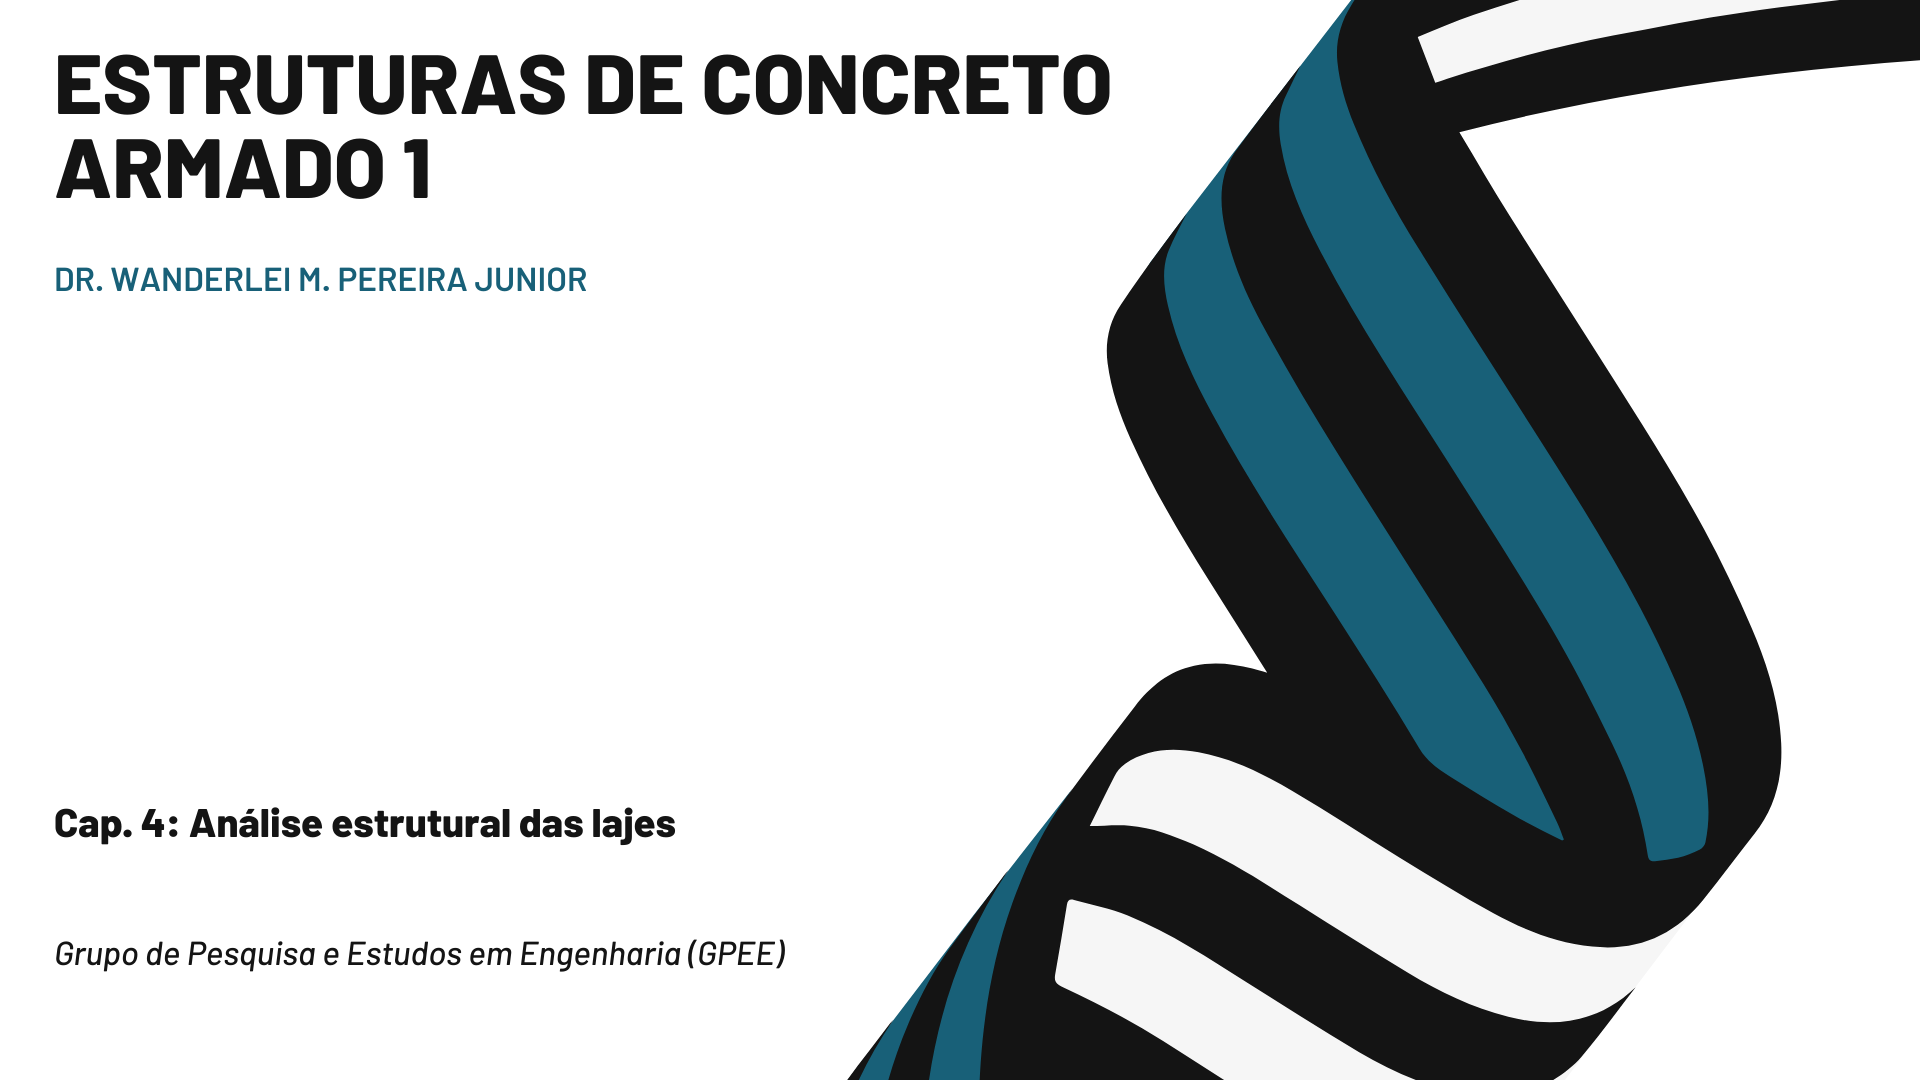 ESTRUTURAS DE CONCRETO
ARMADO 1
DR. WANDERLEI M. PEREIRA JUNIOR
Cap. 4: Análise estrutural das lajes
Grupo de Pesquisa e Estudos em Engenharia (GPEE)